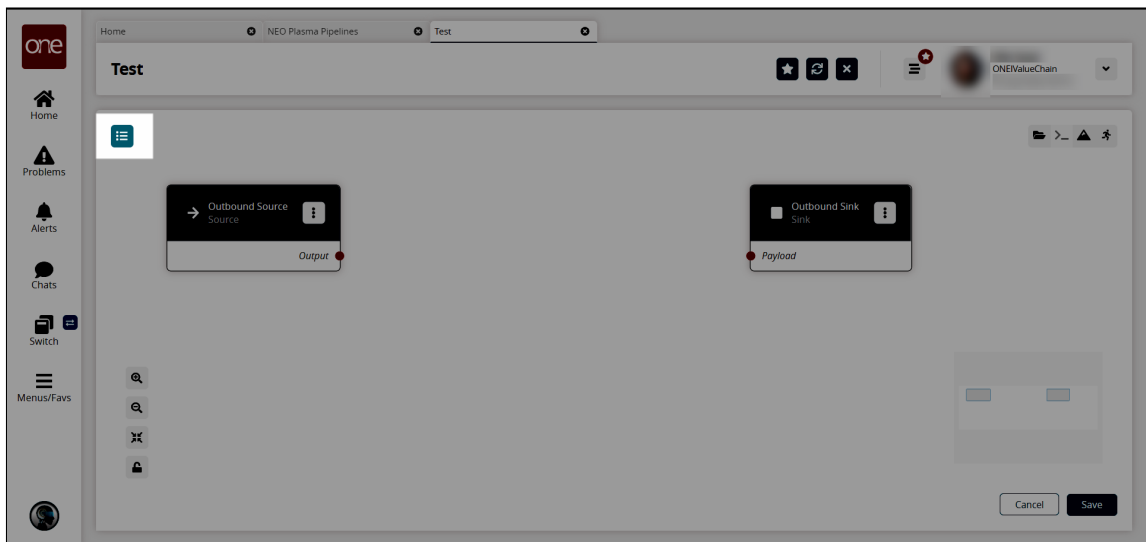 one
Home
Problems
Alerts
Chats
Switch
Menus/Favs
Home
NEO Plasma Pipelines
Test
Test
ONEIValueChain
>_
Outbound Source
Source
Output
Outbound Sink
Sink
Payload
Cancel
Save